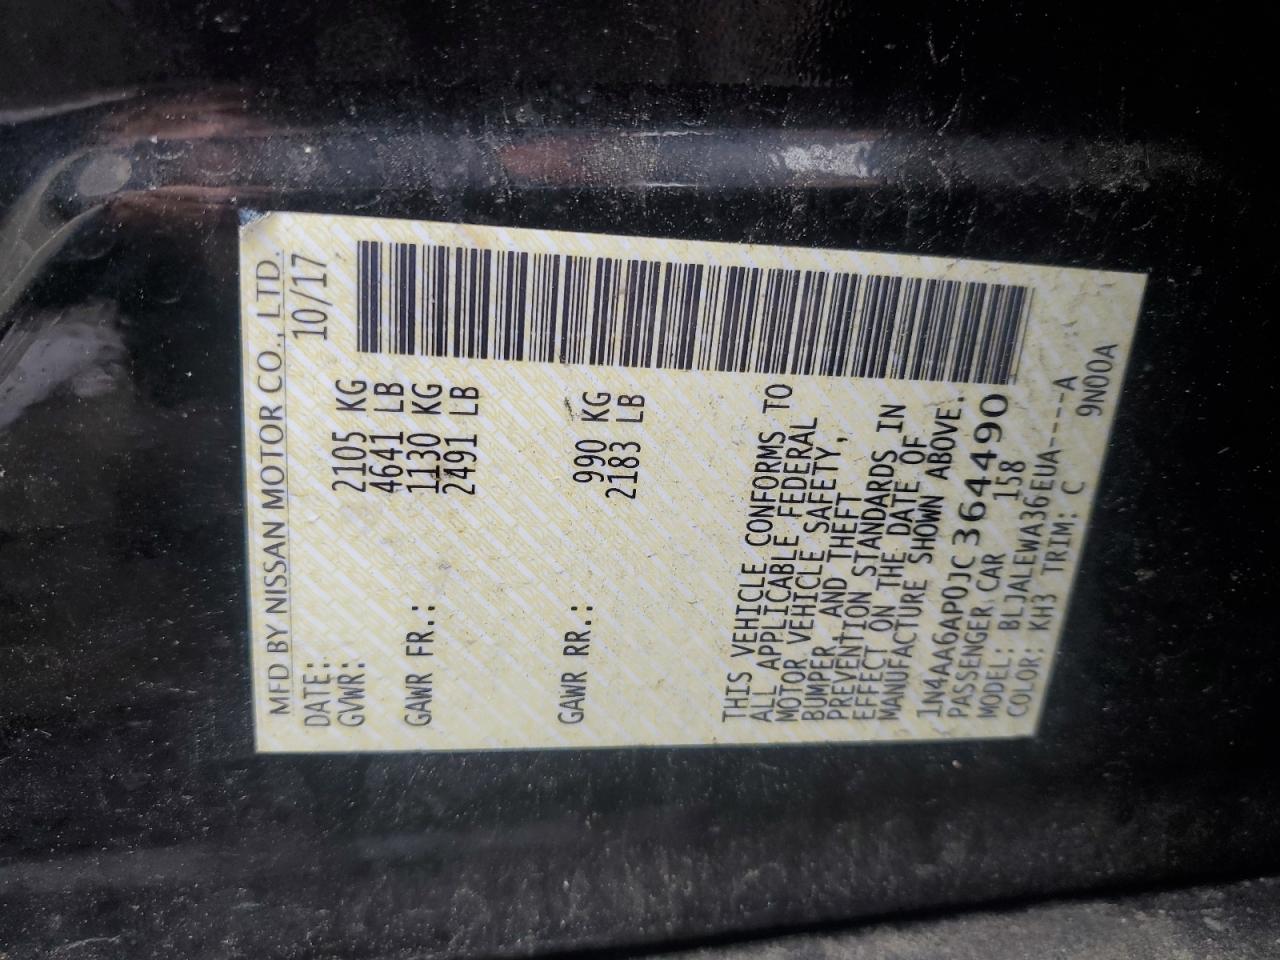 MFD BY NISSAN MOTOR CO., LTD.
DATE: 10/17
GVWR: 2105 KG
4641 LB
GAWR FR.: 1130 KG
2491 LB
GAWR RR.: 990 KG
2183 LB
THIS VEHICLE CONFORMS TO
ALL APPLICABLE FEDERAL
MOTOR VEHICLE SAFETY,
BUMPER, AND THEFT
PREVENTION STANDARDS IN
EFFECT ON THE DATE OF
MANUFACTURE SHOWN ABOVE.
1N4AA6AP0JC364490
PASSENGER CAR 158
MODEL: BLJALEWA36EUA-----A
COLOR: KH3 TRIM: C 9N00A